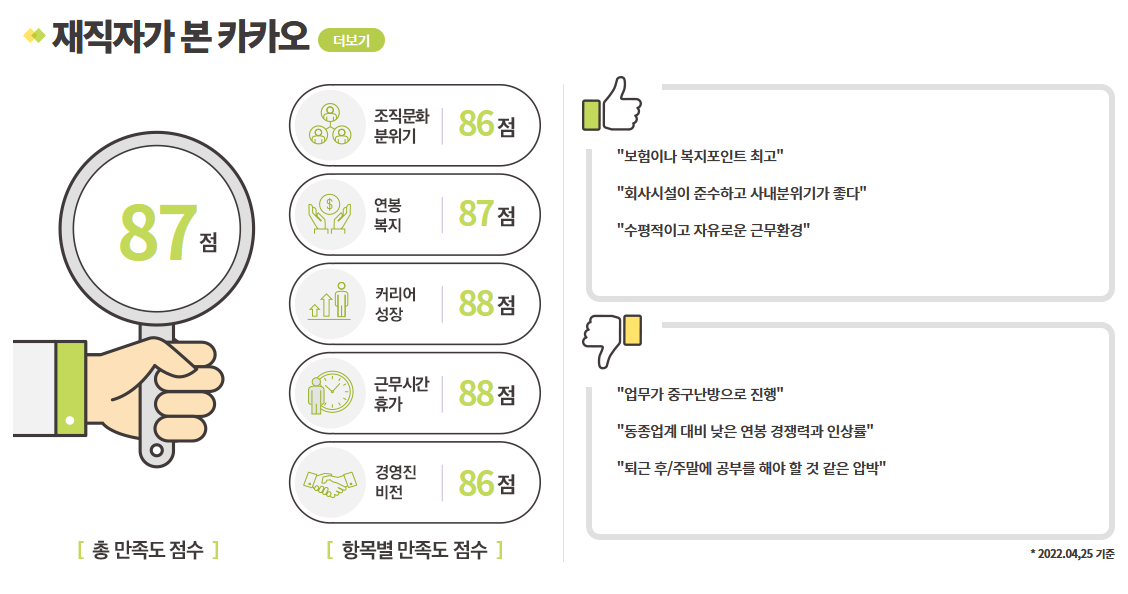 재직자가 본 카카오 더보기
87점
[ 총 만족도 점수 ]
조직문화
분위기
86점
연봉
복지
87점
커리어
성장
88점
근무시간
휴가
88점
경영진
비전
86점
[ 항목별 만족도 점수 ]
"보험이나 복지포인트 최고"
"회사시설이 준수하고 사내분위기가 좋다"
"수평적이고 자유로운 근무환경"
"업무가 중구난방으로 진행"
"동종업계 대비 낮은 연봉 경쟁력과 인상률"
"퇴근 후/주말에 공부를 해야 할 것 같은 압박"
* 2022.04,25 기준